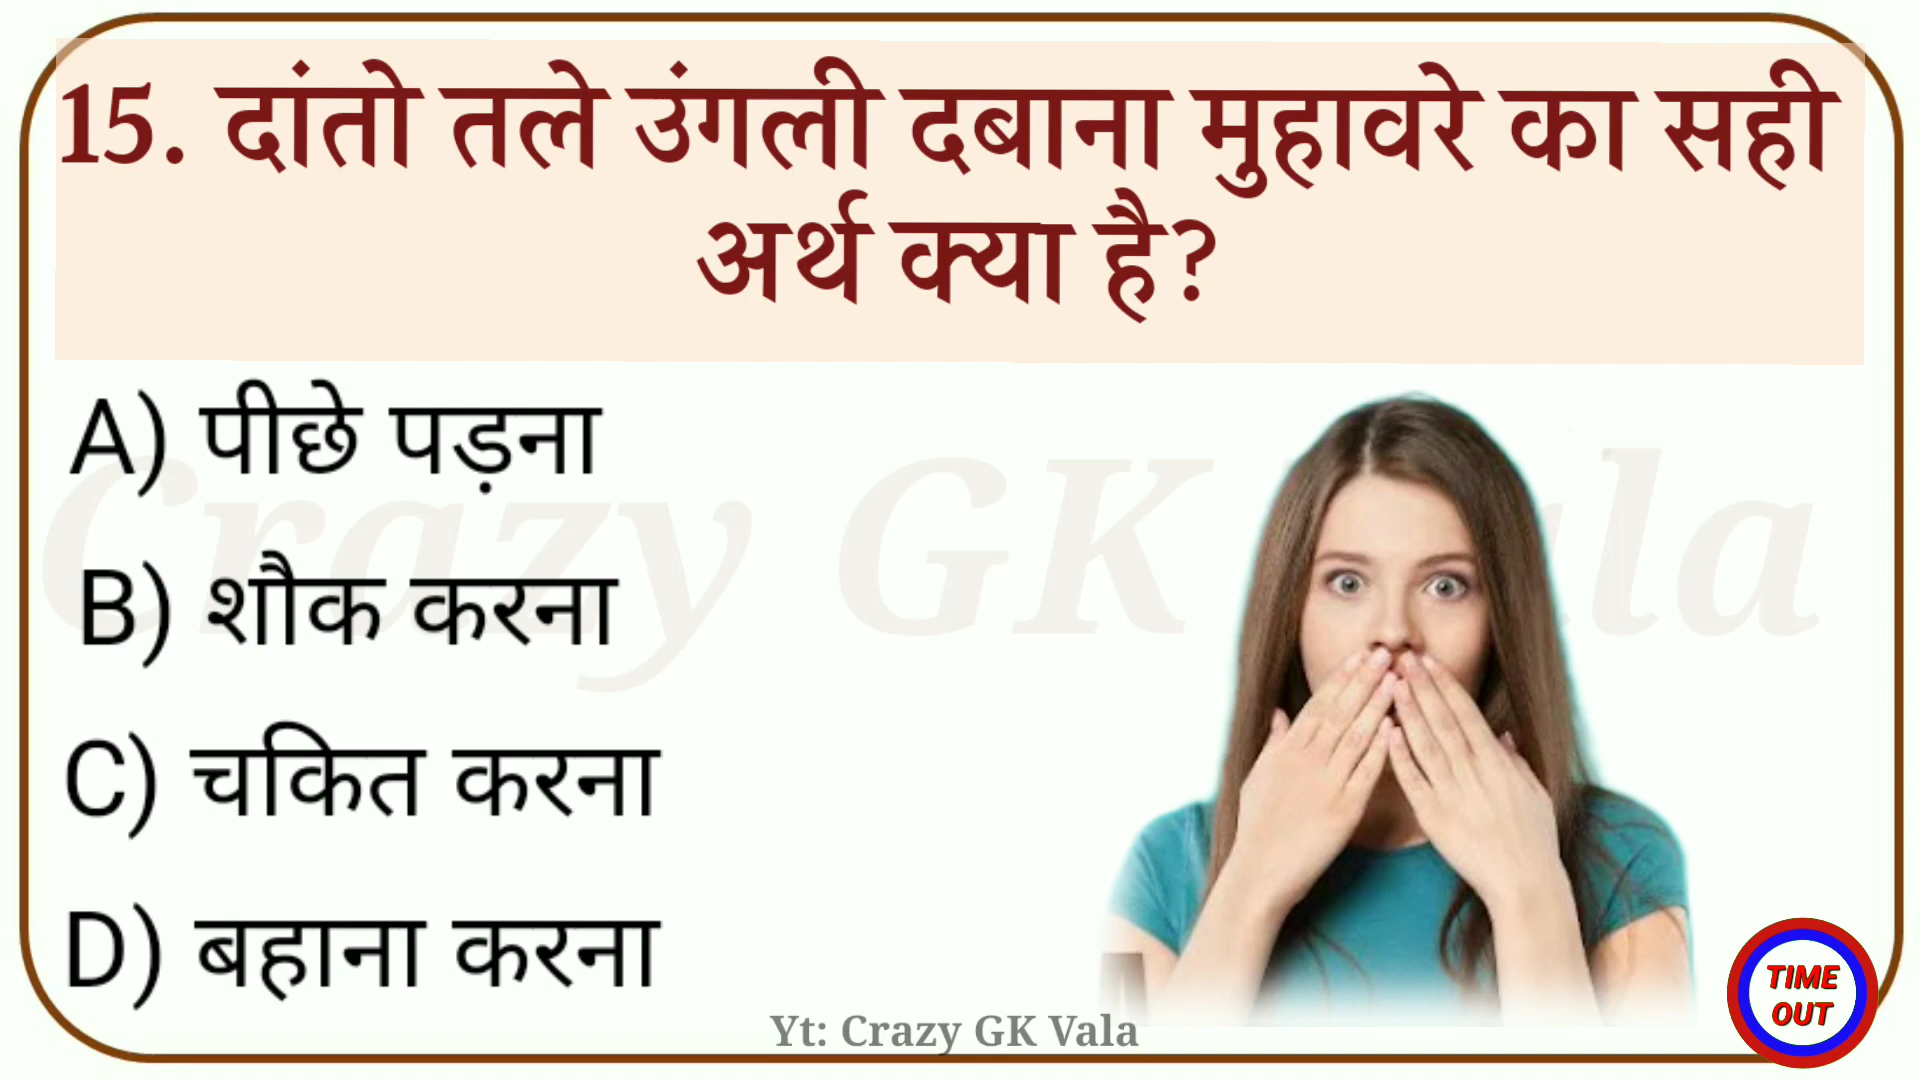 15. दांतो तले उंगली दबाना मुहावरे का सही
अर्थ क्या है?
A) पीछे पड़ना
B) शौक करना
C) चकित करना
D) बहाना करना
Crazy GK Vala
TIME
OUT
Yt: Crazy GK Vala